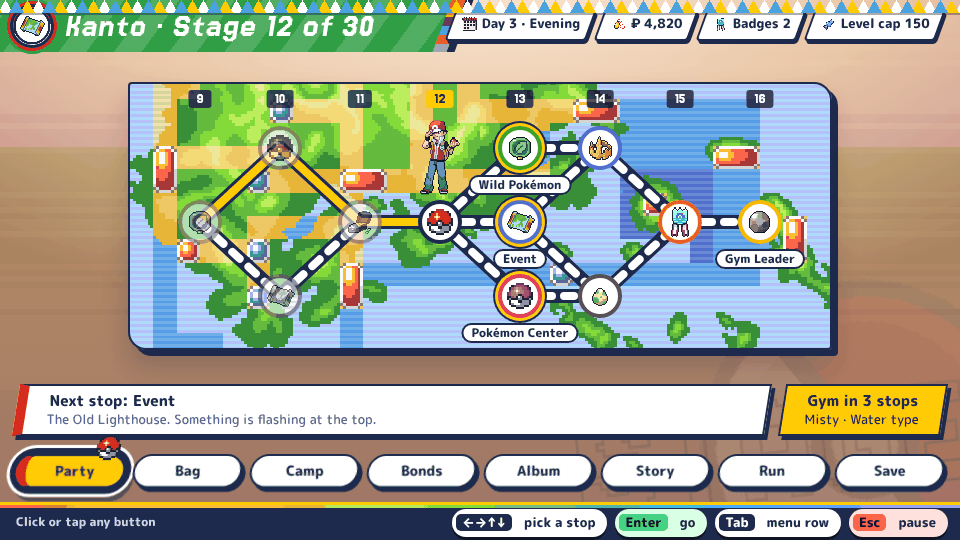 Kanto · Stage 12 of 30
Day 3 · Evening
₽ 4,820
Badges 2
Level cap 150
9
10
11
12
13
14
15
16
Wild Pokémon
Event
Gym Leader
Pokémon Center
Next stop: Event
The Old Lighthouse. Something is flashing at the top.
Gym in 3 stops
Misty · Water type
Party
Bag
Camp
Bonds
Album
Story
Run
Save
Click or tap any button
←→↑↓ pick a stop
Enter go
Tab menu row
Esc pause